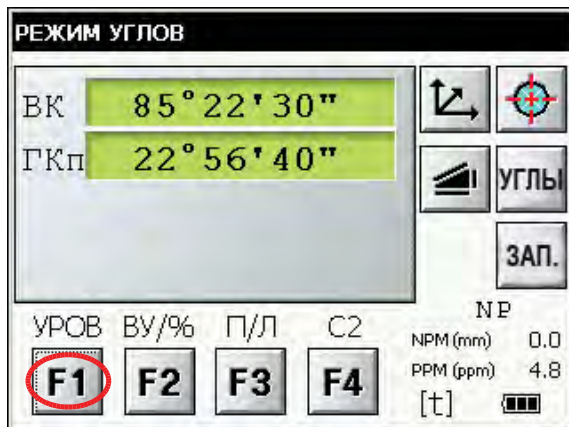 РЕЖИМ УГЛОВ
ВК 85°22'30"
ГКп 22°56'40"
УГЛЫ
ЗАП.
УРОВ ВУ/% П/Л С2
F1 F2 F3 F4
NP
NPM (mm) 0.0
PPM (ppm) 4.8
[t]